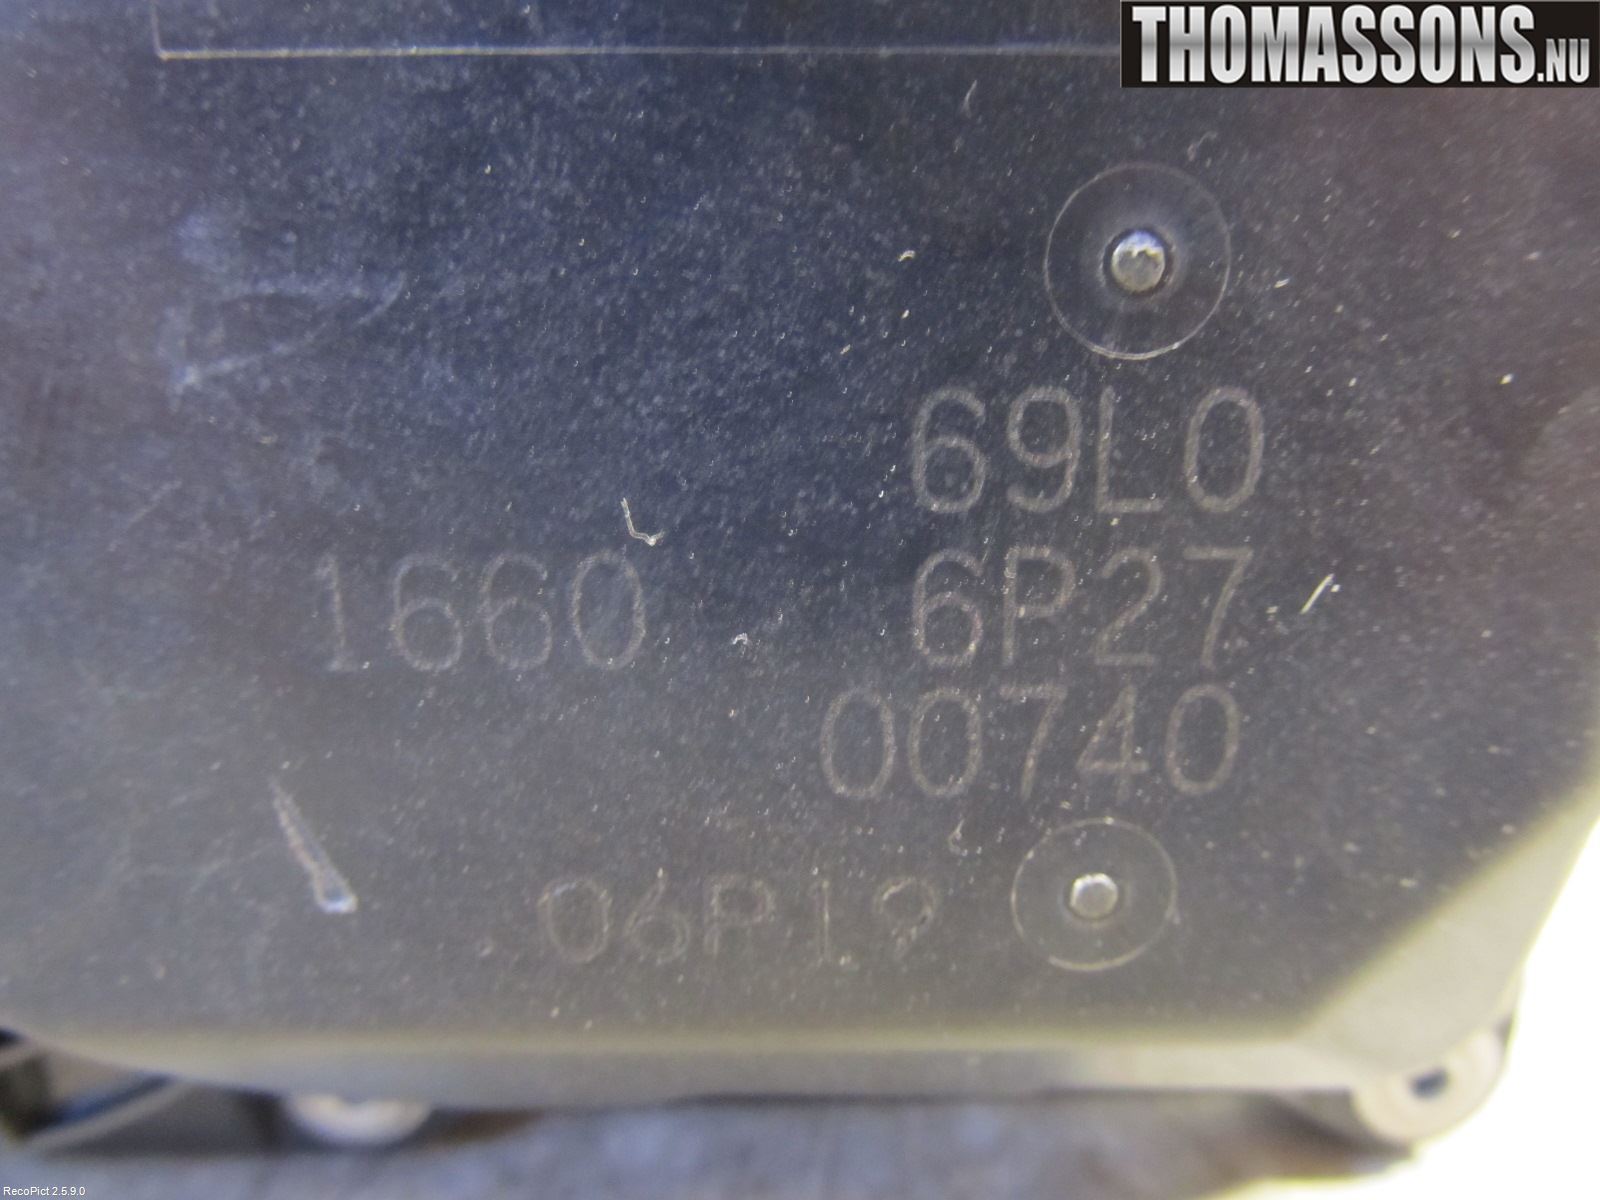 THOMASSONS.NU
69L0
1660 6P27
00740
06P19
RecoPict 2.5.9.0